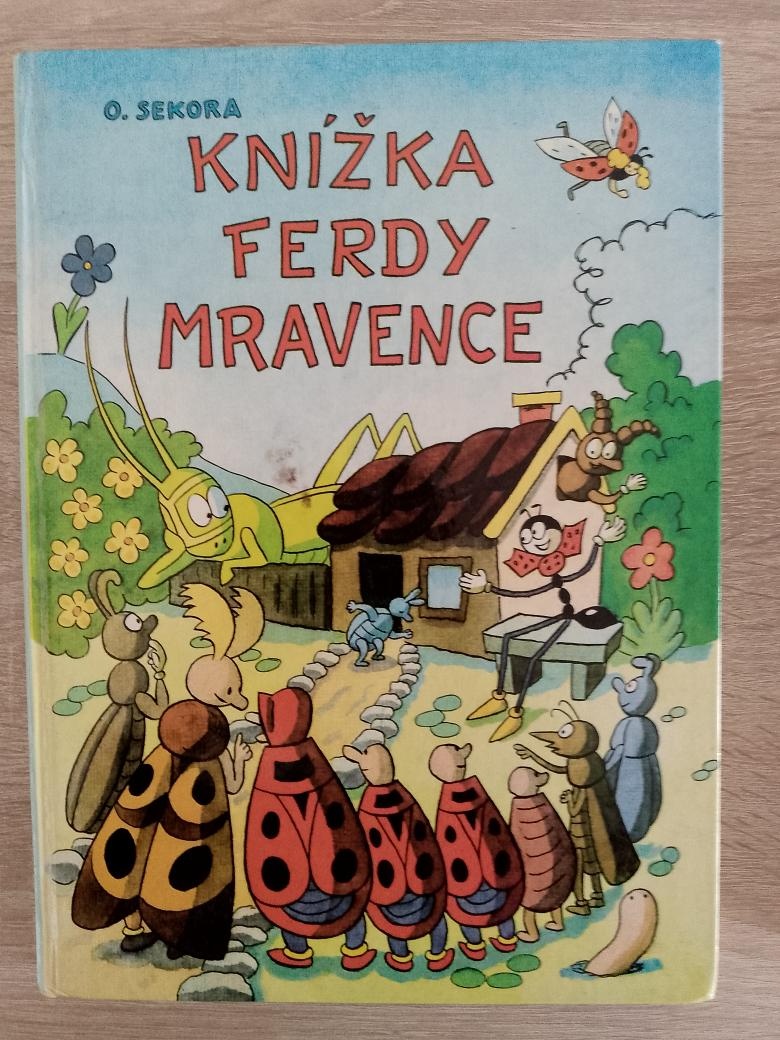 O. SEKORA
KNÍŽKA
FERDY
MRAVENCE